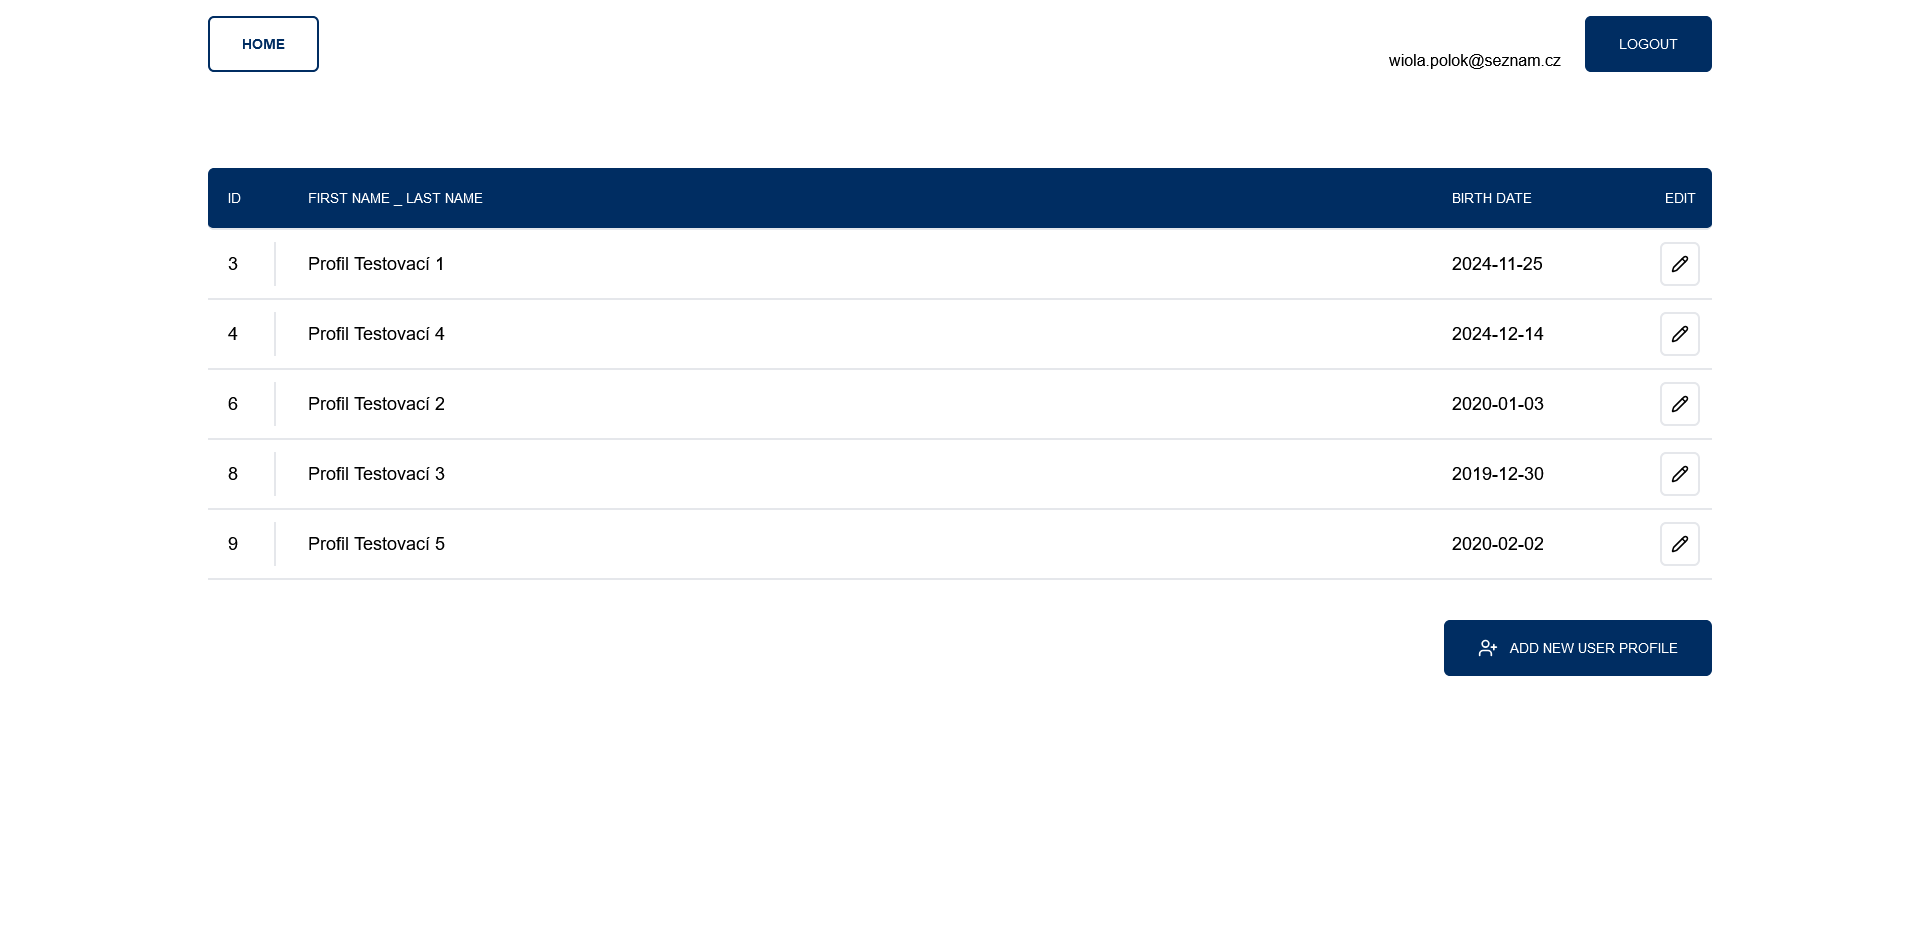 HOME
wiola.polok@seznam.cz
LOGOUT
ID FIRST NAME _ LAST NAME BIRTH DATE EDIT
3 Profil Testovací 1 2024-11-25
4 Profil Testovací 4 2024-12-14
6 Profil Testovací 2 2020-01-03
8 Profil Testovací 3 2019-12-30
9 Profil Testovací 5 2020-02-02
ADD NEW USER PROFILE